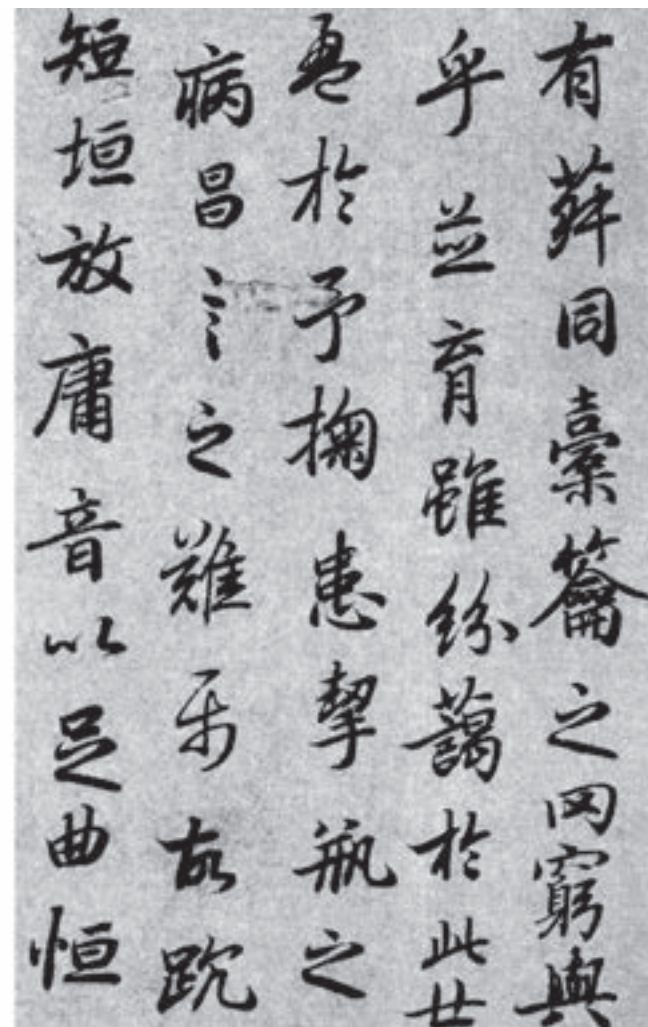 有菽同橐籥之罔窮與
乎並育雖紛藹於此世
盈於予掬患挈瓶之
病昌言之難屬故踸
短垣放庸音以足曲恒